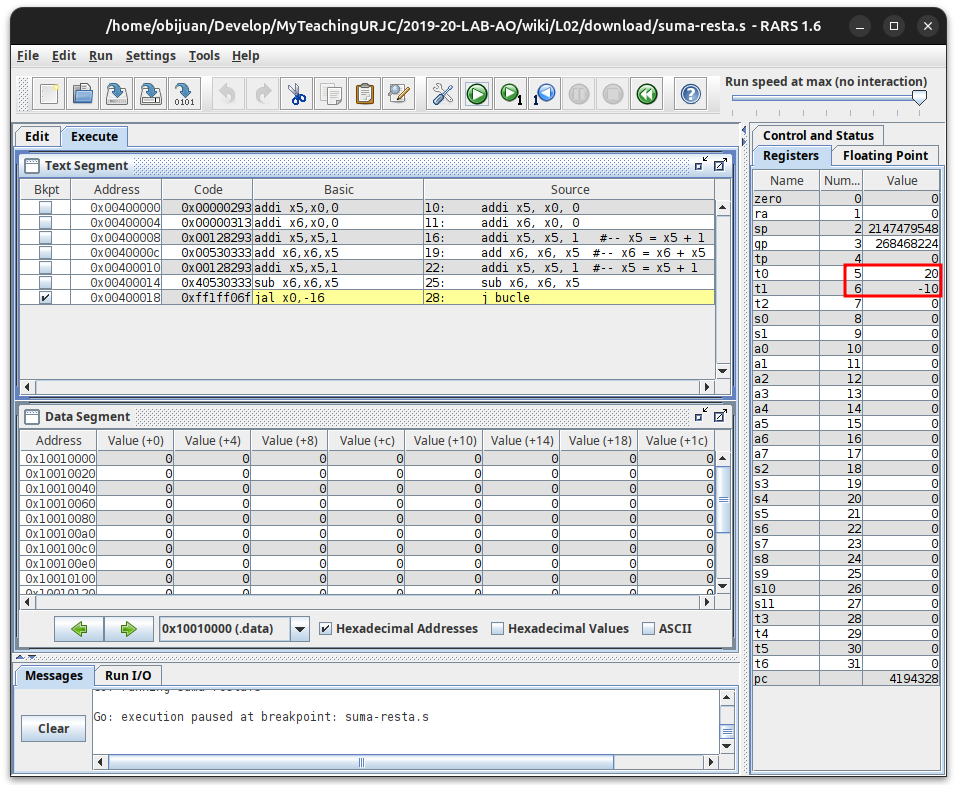 /home/obijuan/Develop/MyTeachingURJC/2019-20-LAB-AO/wiki/L02/download/suma-resta.s - RARS 1.6
File Edit Run Settings Tools Help
0101
1
1
Run speed at max (no interaction)
Edit Execute
Text Segment
Bkpt Address Code Basic Source
0x00400000 0x00000293 addi x5,x0,0 10: addi x5, x0, 0
0x00400004 0x00000313 addi x6,x0,0 11: addi x6, x0, 0
0x00400008 0x00128293 addi x5,x5,1 16: addi x5, x5, 1 #-- x5 = x5 + 1
0x0040000c 0x00530333 add x6,x6,x5 19: add x6, x6, x5 #-- x6 = x6 + x5
0x00400010 0x00128293 addi x5,x5,1 22: addi x5, x5, 1 #-- x5 = x5 + 1
0x00400014 0x40530333 sub x6,x6,x5 25: sub x6, x6, x5
0x00400018 0xff1ff06f jal x0,-16 28: j bucle
Data Segment
Address Value (+0) Value (+4) Value (+8) Value (+c) Value (+10) Value (+14) Value (+18) Value (+1c)
0x10010000 0 0 0 0 0 0 0 0
0x10010020 0 0 0 0 0 0 0 0
0x10010040 0 0 0 0 0 0 0 0
0x10010060 0 0 0 0 0 0 0 0
0x10010080 0 0 0 0 0 0 0 0
0x100100a0 0 0 0 0 0 0 0 0
0x100100c0 0 0 0 0 0 0 0 0
0x100100e0 0 0 0 0 0 0 0 0
0x10010100 0 0 0 0 0 0 0 0
0x10010120 0 0 0 0 0 0 0 0
0x10010000 (.data) Hexadecimal Addresses Hexadecimal Values ASCII
Messages Run I/O
Clear
Go: execution paused at breakpoint: suma-resta.s
Control and Status
Registers Floating Point
Name Num... Value
zero 0 0
ra 1 0
sp 2 2147479548
gp 3 268468224
tp 4 0
t0 5 20
t1 6 -10
t2 7 0
s0 8 0
s1 9 0
a0 10 0
a1 11 0
a2 12 0
a3 13 0
a4 14 0
a5 15 0
a6 16 0
a7 17 0
s2 18 0
s3 19 0
s4 20 0
s5 21 0
s6 22 0
s7 23 0
s8 24 0
s9 25 0
s10 26 0
s11 27 0
t3 28 0
t4 29 0
t5 30 0
t6 31 0
pc 4194328